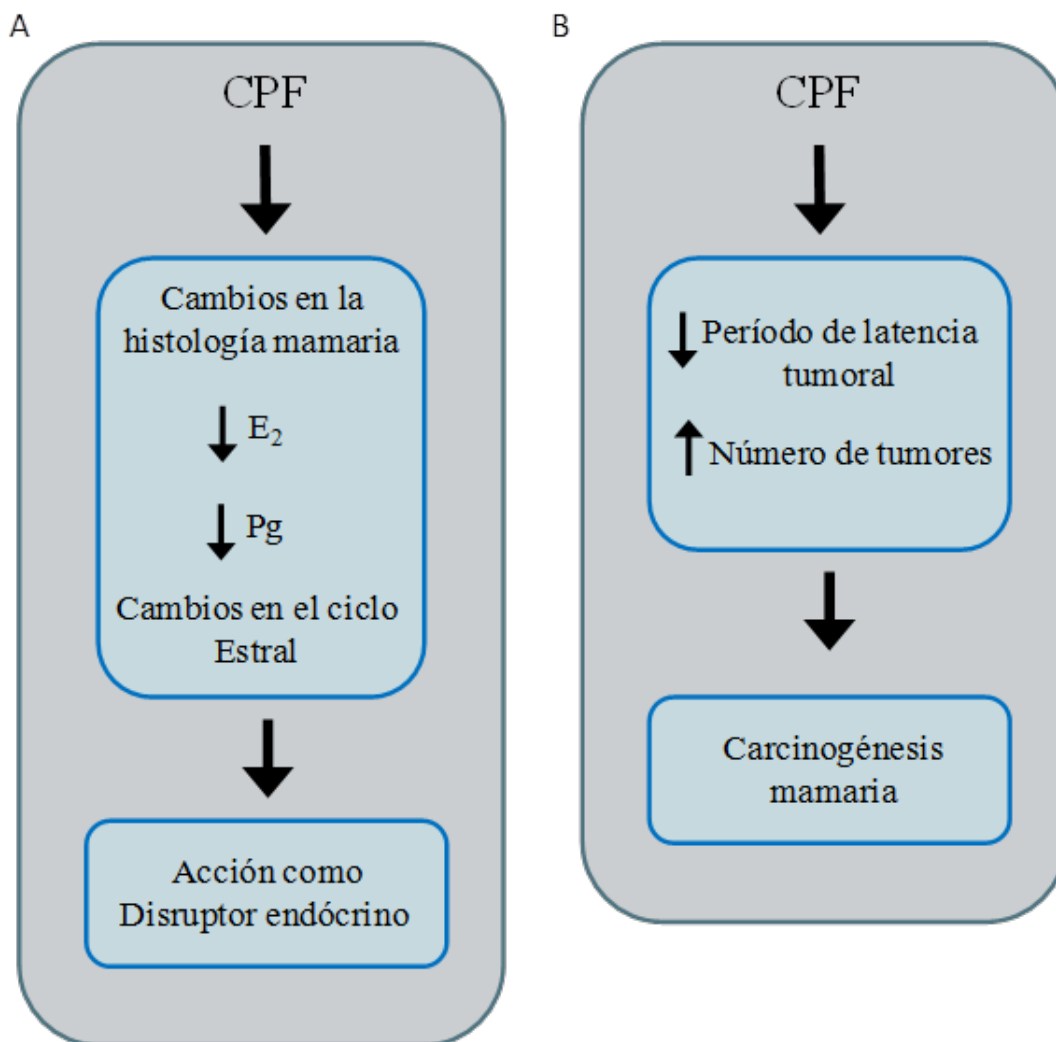 A
CPF
Cambios en la
histología mamaria
E₂
Pg
Cambios en el ciclo
Estral
Acción como
Disruptor endócrino
B
CPF
Período de latencia
tumoral
Número de tumores
Carcinogénesis
mamaria